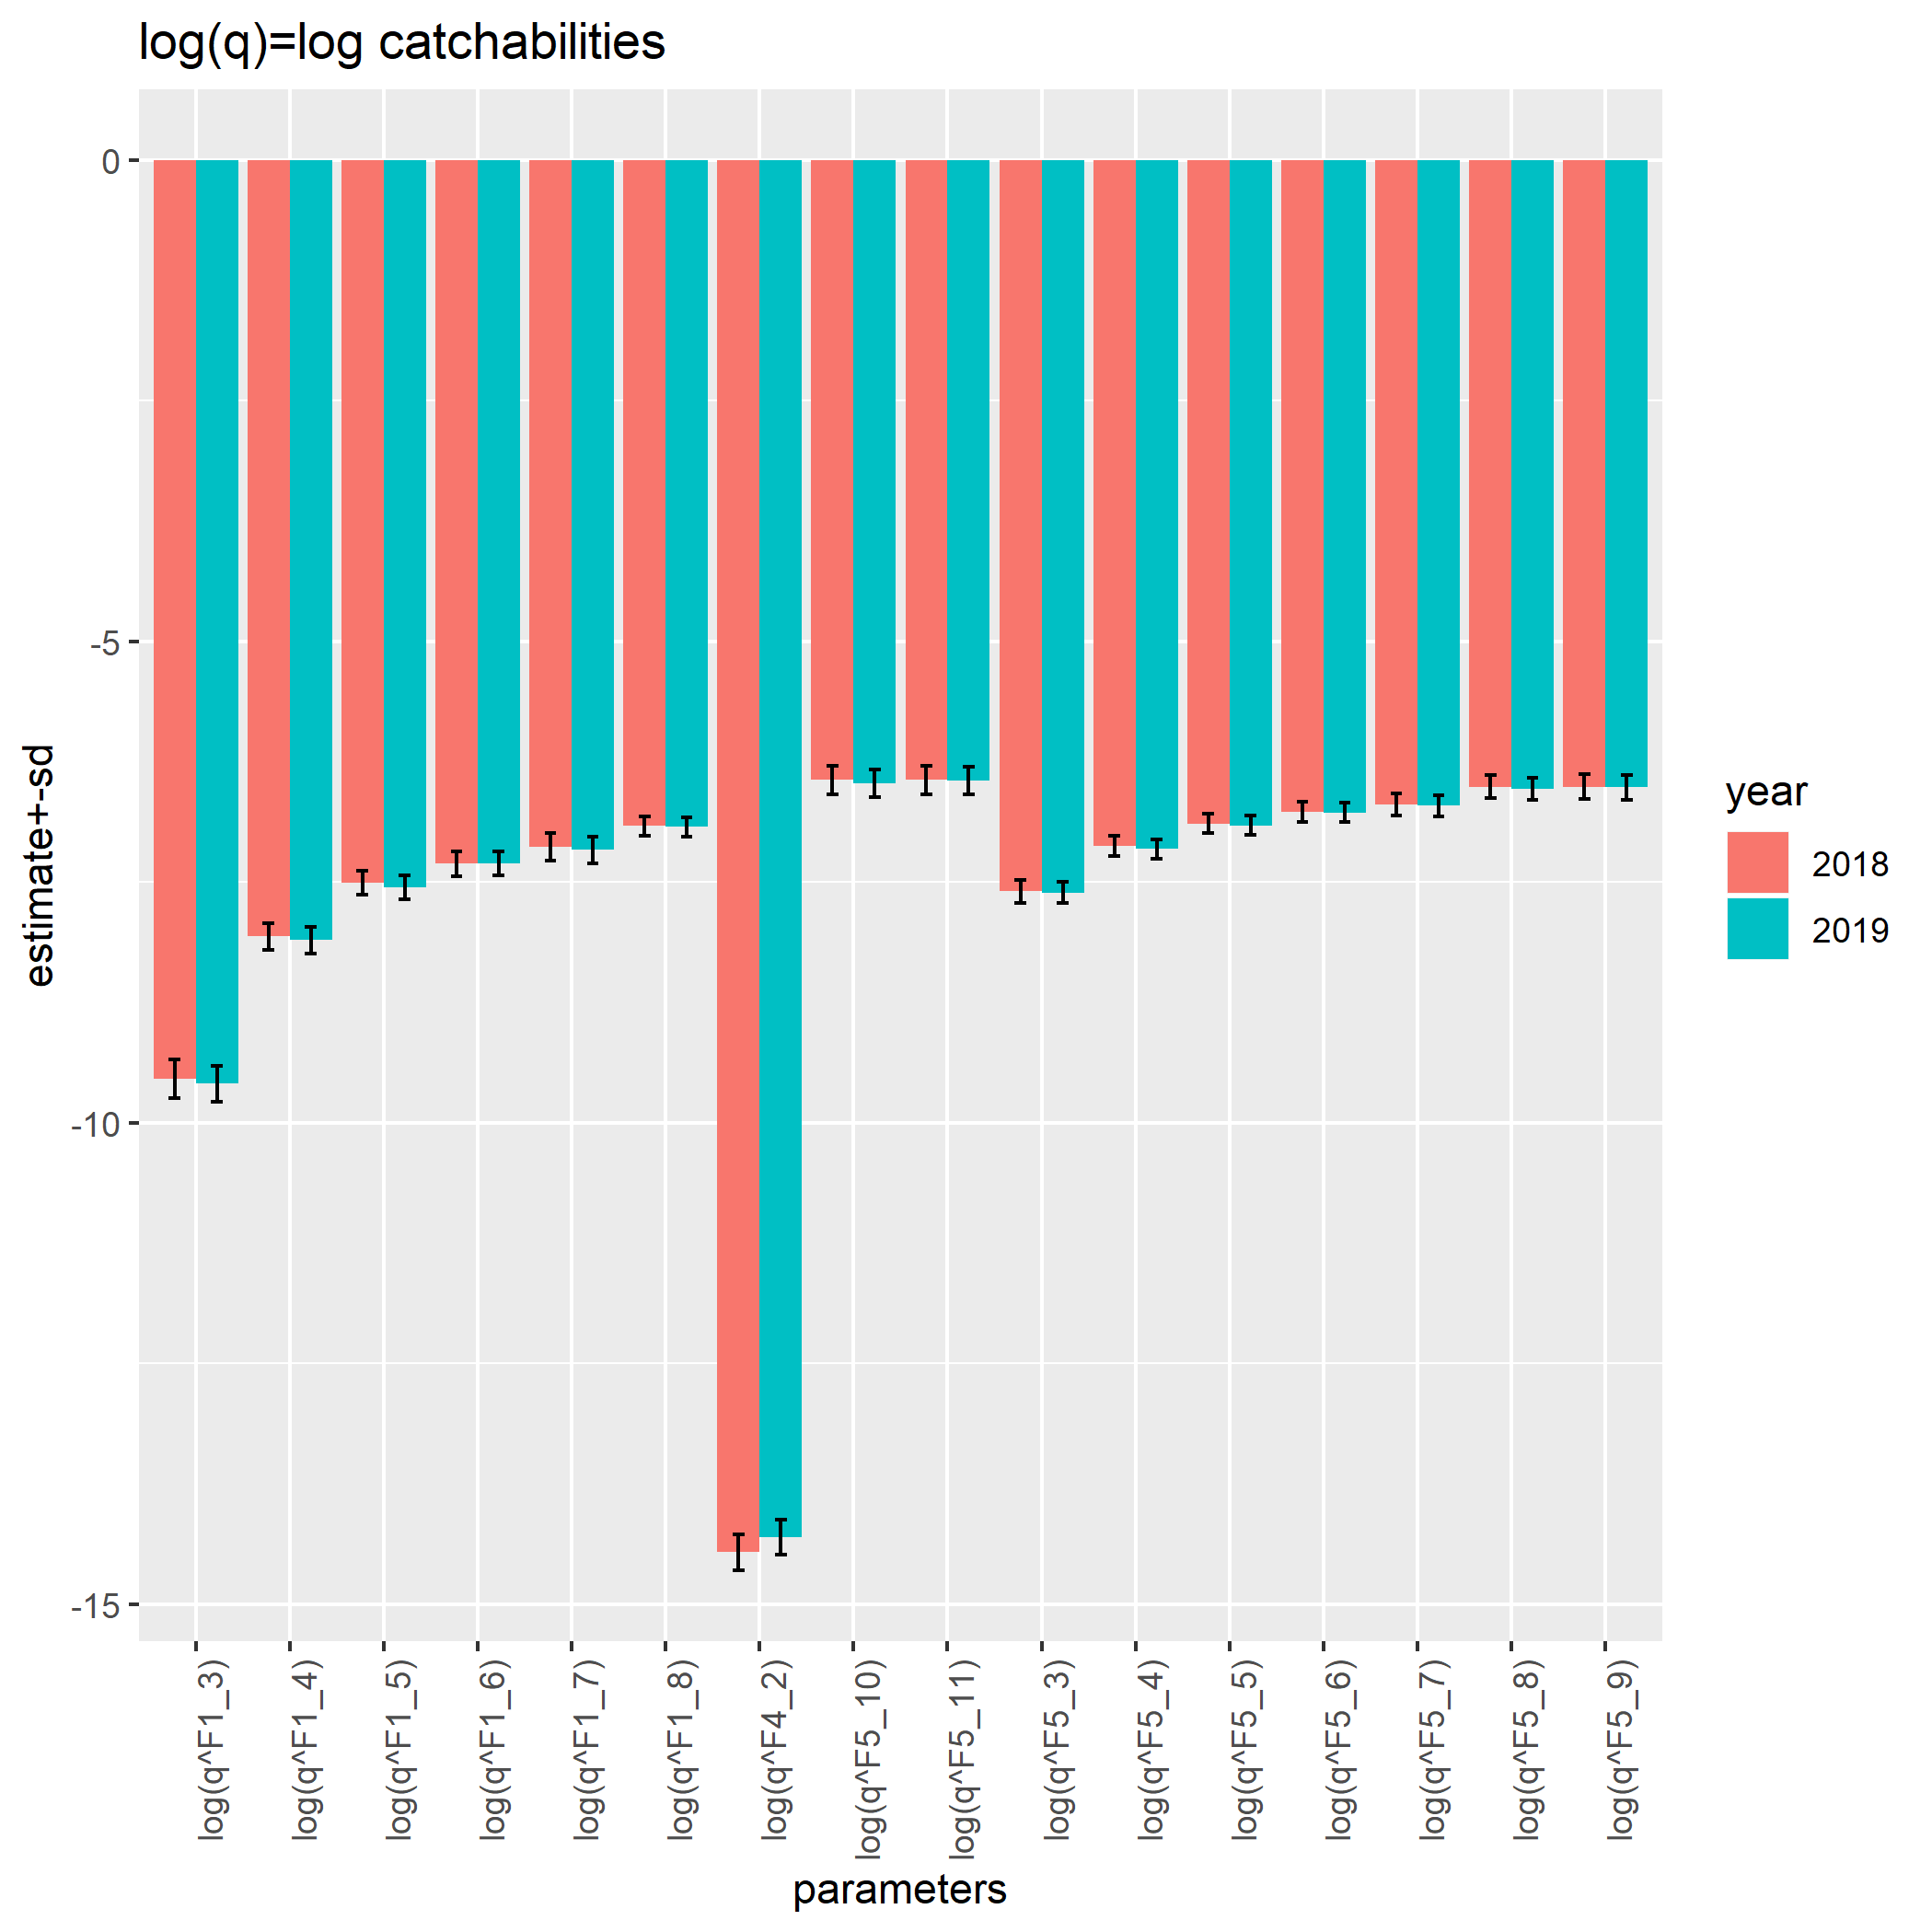 log(q)=log catchabilities
0
-5
-10
-15
estimate+-sd
log(q^F1_3)
log(q^F1_4)
log(q^F1_5)
log(q^F1_6)
log(q^F1_7)
log(q^F1_8)
log(q^F4_2)
log(q^F5_10)
log(q^F5_11)
log(q^F5_3)
log(q^F5_4)
log(q^F5_5)
log(q^F5_6)
log(q^F5_7)
log(q^F5_8)
log(q^F5_9)
parameters
year
2018
2019